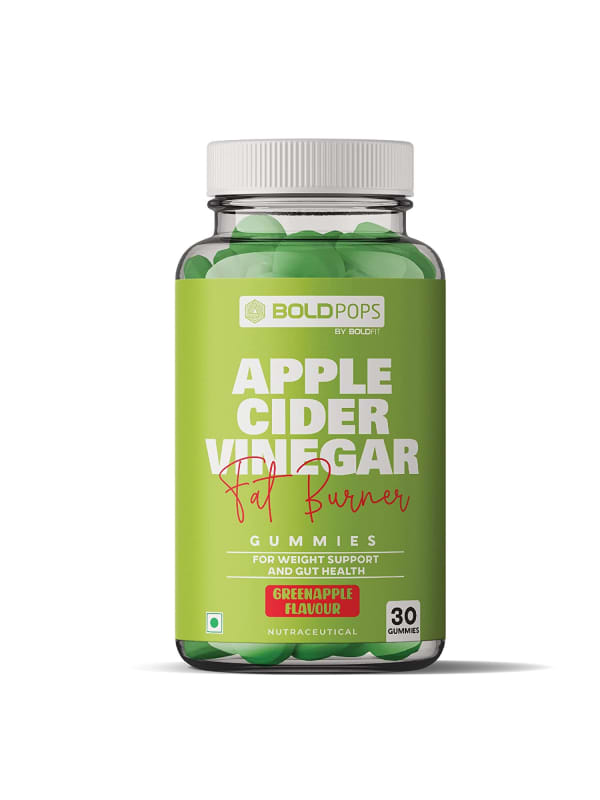 BOLDPOPS
BY BOLDFIT
APPLE
CIDER
VINEGAR
Fat Burner
GUMMIES
FOR WEIGHT SUPPORT
AND GUT HEALTH
GREENAPPLE
FLAVOUR
30
GUMMIES
NUTRACEUTICAL